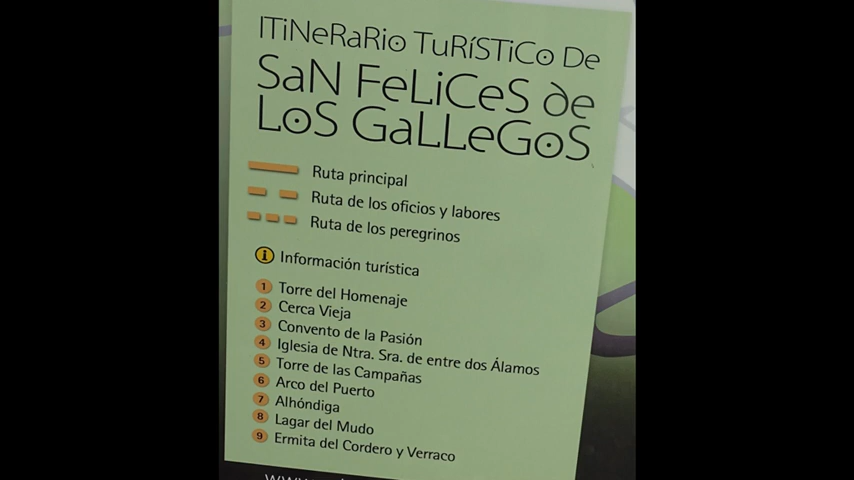 ITiNeRaRio TuRÍSTiCo De
SaN FeLiCeS de
LoS GaLLeGoS
Ruta principal
Ruta de los oficios y labores
Ruta de los peregrinos
i Información turística
1 Torre del Homenaje
2 Cerca Vieja
3 Convento de la Pasión
4 Iglesia de Ntra. Sra. de entre dos Álamos
5 Torre de las Campañas
6 Arco del Puerto
7 Alhóndiga
8 Lagar del Mudo
9 Ermita del Cordero y Verraco